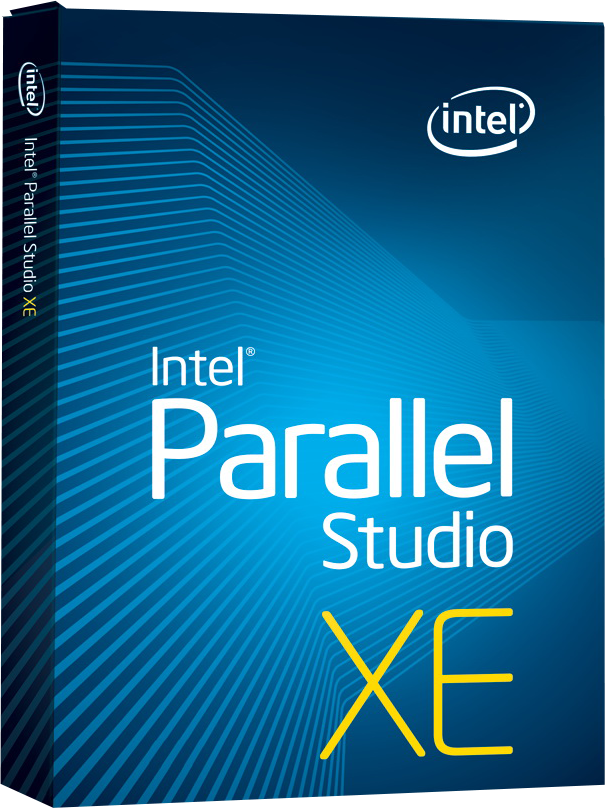 intel
Intel® Parallel Studio XE
intel
Intel®
Parallel
Studio
XE